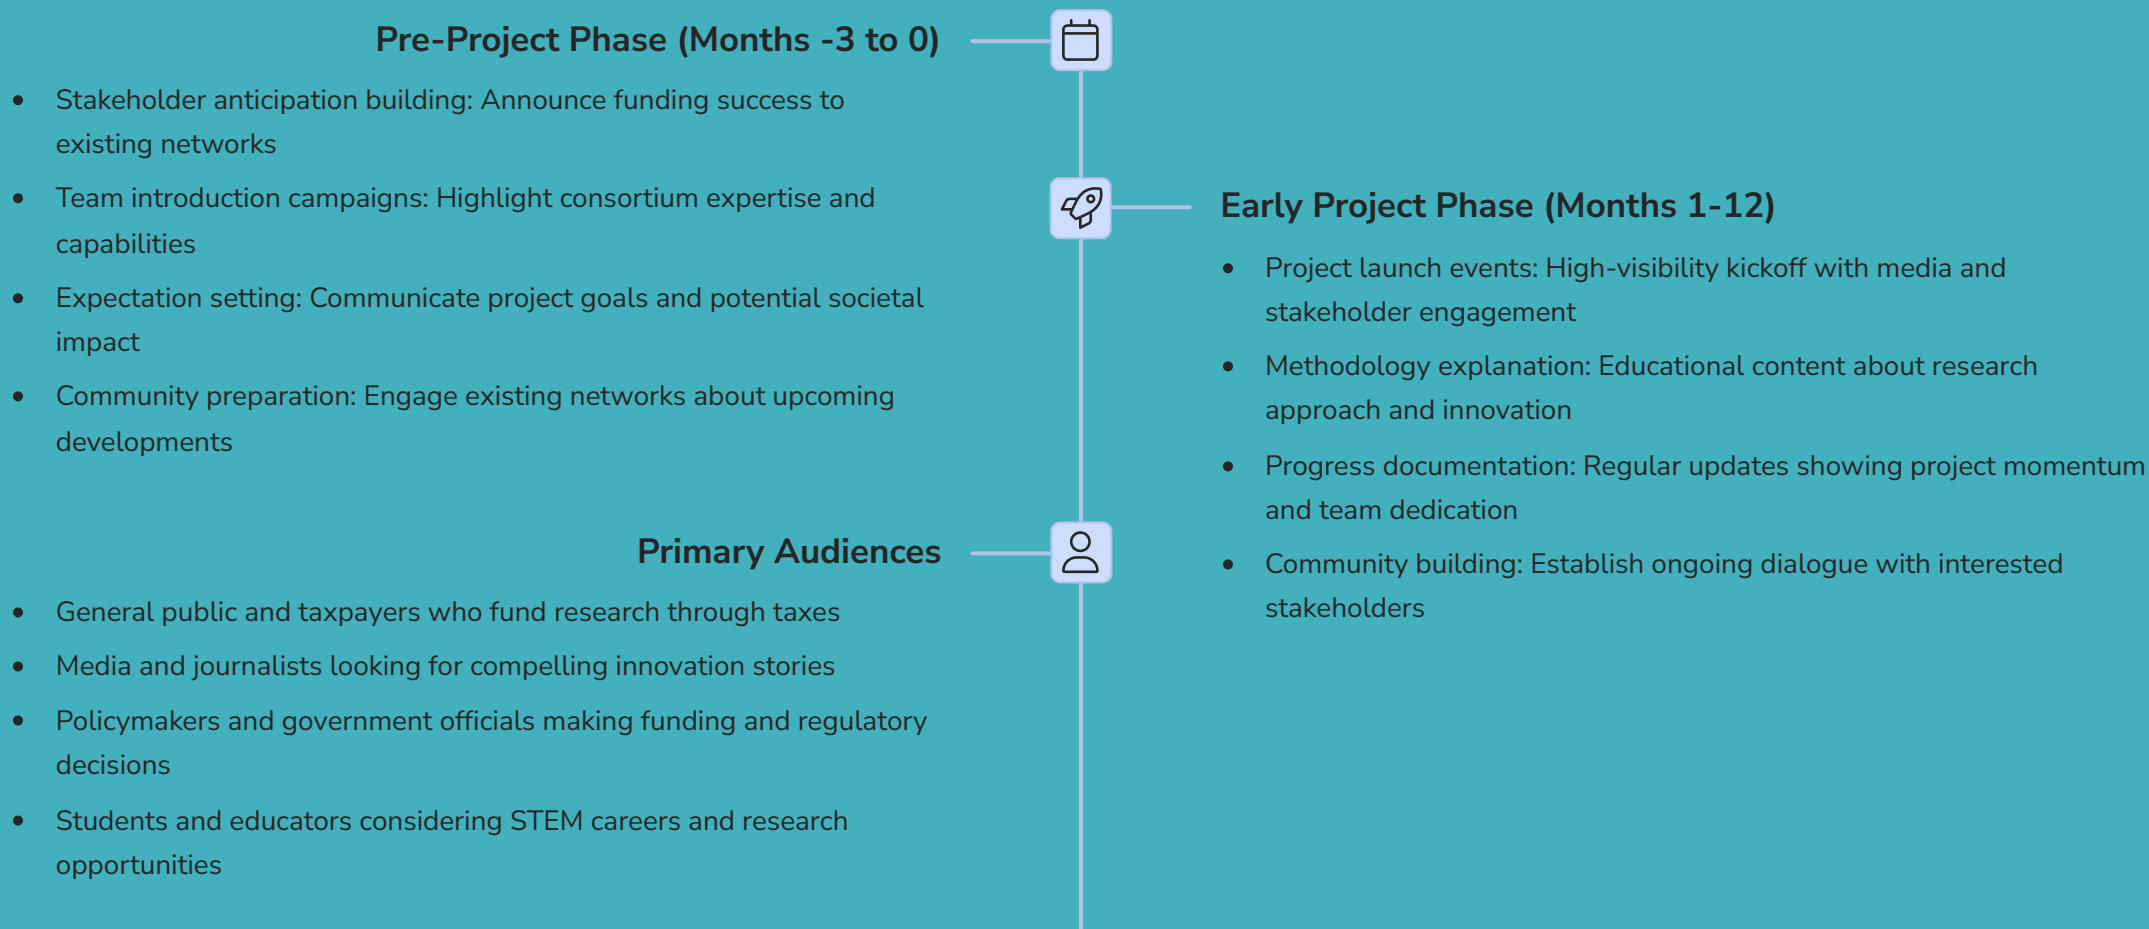 Pre-Project Phase (Months -3 to 0)
• Stakeholder anticipation building: Announce funding success to
existing networks
• Team introduction campaigns: Highlight consortium expertise and
capabilities
• Expectation setting: Communicate project goals and potential societal
impact
• Community preparation: Engage existing networks about upcoming
developments
Early Project Phase (Months 1-12)
• Project launch events: High-visibility kickoff with media and
stakeholder engagement
• Methodology explanation: Educational content about research
approach and innovation
• Progress documentation: Regular updates showing project momentum
and team dedication
• Community building: Establish ongoing dialogue with interested
stakeholders
Primary Audiences
• General public and taxpayers who fund research through taxes
• Media and journalists looking for compelling innovation stories
• Policymakers and government officials making funding and regulatory
decisions
• Students and educators considering STEM careers and research
opportunities